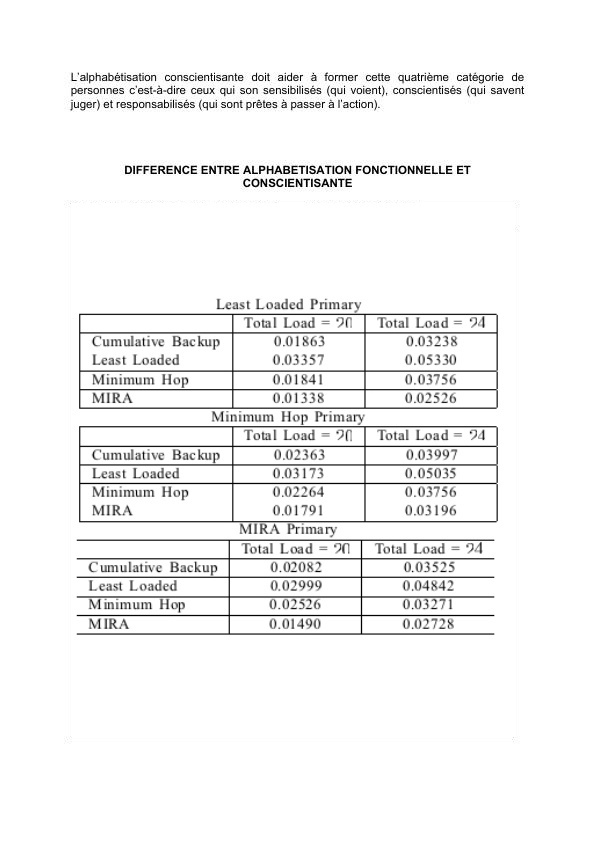 L'alphabétisation conscientisante doit aider à former cette quatrième catégorie de
personnes c'est-à-dire ceux qui son sensibilisés (qui voient), conscientisés (qui savent
juger) et responsabilisés (qui sont prêtes à passer à l'action).
DIFFERENCE ENTRE ALPHABETISATION FONCTIONNELLE ET
CONSCIENTISANTE
Least Loaded Primary
Total Load = 20 Total Load = 24
Cumulative Backup 0.01863 0.03238
Least Loaded 0.03357 0.05330
Minimum Hop 0.01841 0.03756
MIRA 0.01338 0.02526
Minimum Hop Primary
Total Load = 20 Total Load = 24
Cumulative Backup 0.02363 0.03997
Least Loaded 0.03173 0.05035
Minimum Hop 0.02264 0.03756
MIRA 0.01791 0.03196
MIRA Primary
Total Load = 20 Total Load = 24
Cumulative Backup 0.02082 0.03525
Least Loaded 0.02999 0.04842
Minimum Hop 0.02526 0.03271
MIRA 0.01490 0.02728